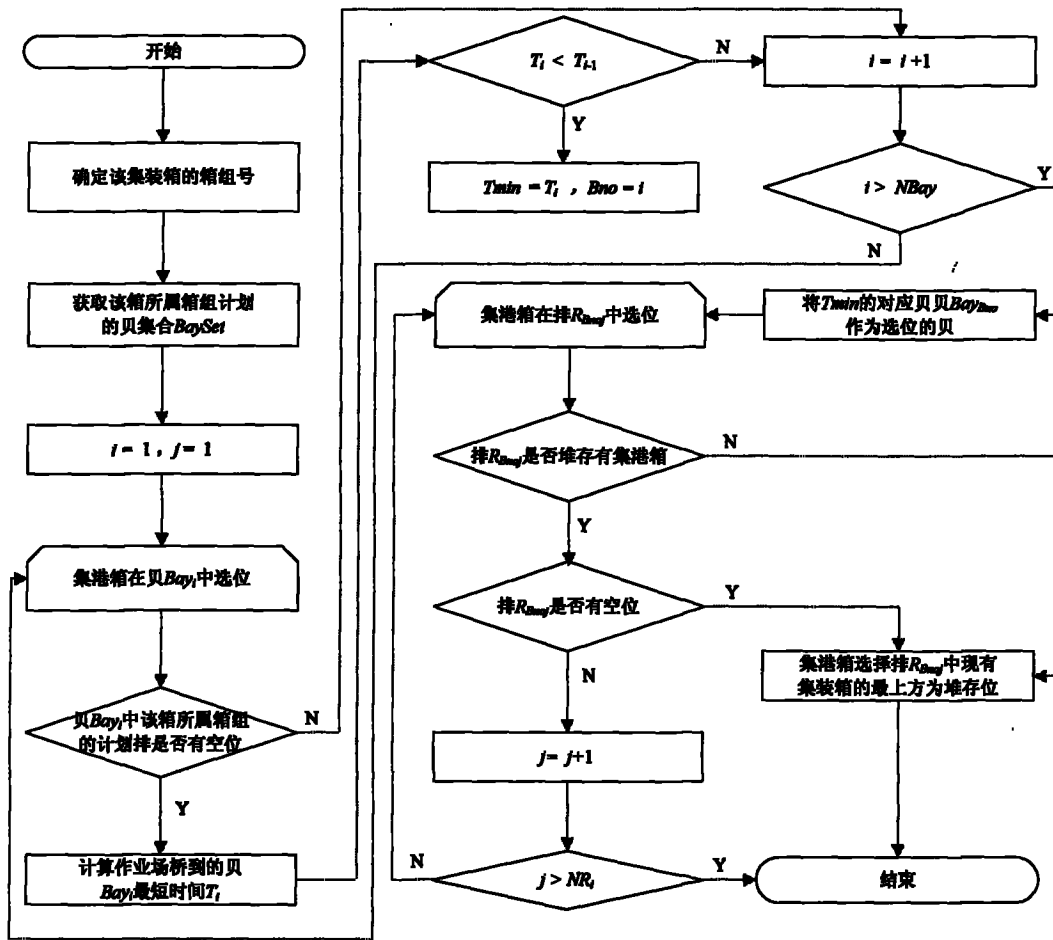 开始
确定该集装箱的箱组号
获取该箱所属箱组计划
的贝集合BaySet
i = 1 , j = 1
集港箱在贝Bayi中选位
贝Bayi中该箱所属箱组
的计划排是否有空位
N
Y
计算作业场桥到的贝
Bayi最短时间Ti
Ti < Ti-1
N
Y
Tmin = Ti , Bno = i
i = i +1
i > NBay
Y
N
将Tmin的对应贝贝BayBno
作为选位的贝
集港箱在排RBnoj中选位
排RBnoj是否堆存有集港箱
N
Y
排RBnoj是否有空位
Y
N
集港箱选择排RBnoj中现有
集装箱的最上方为堆存位
j = j+1
j > NRi
N
Y
结束